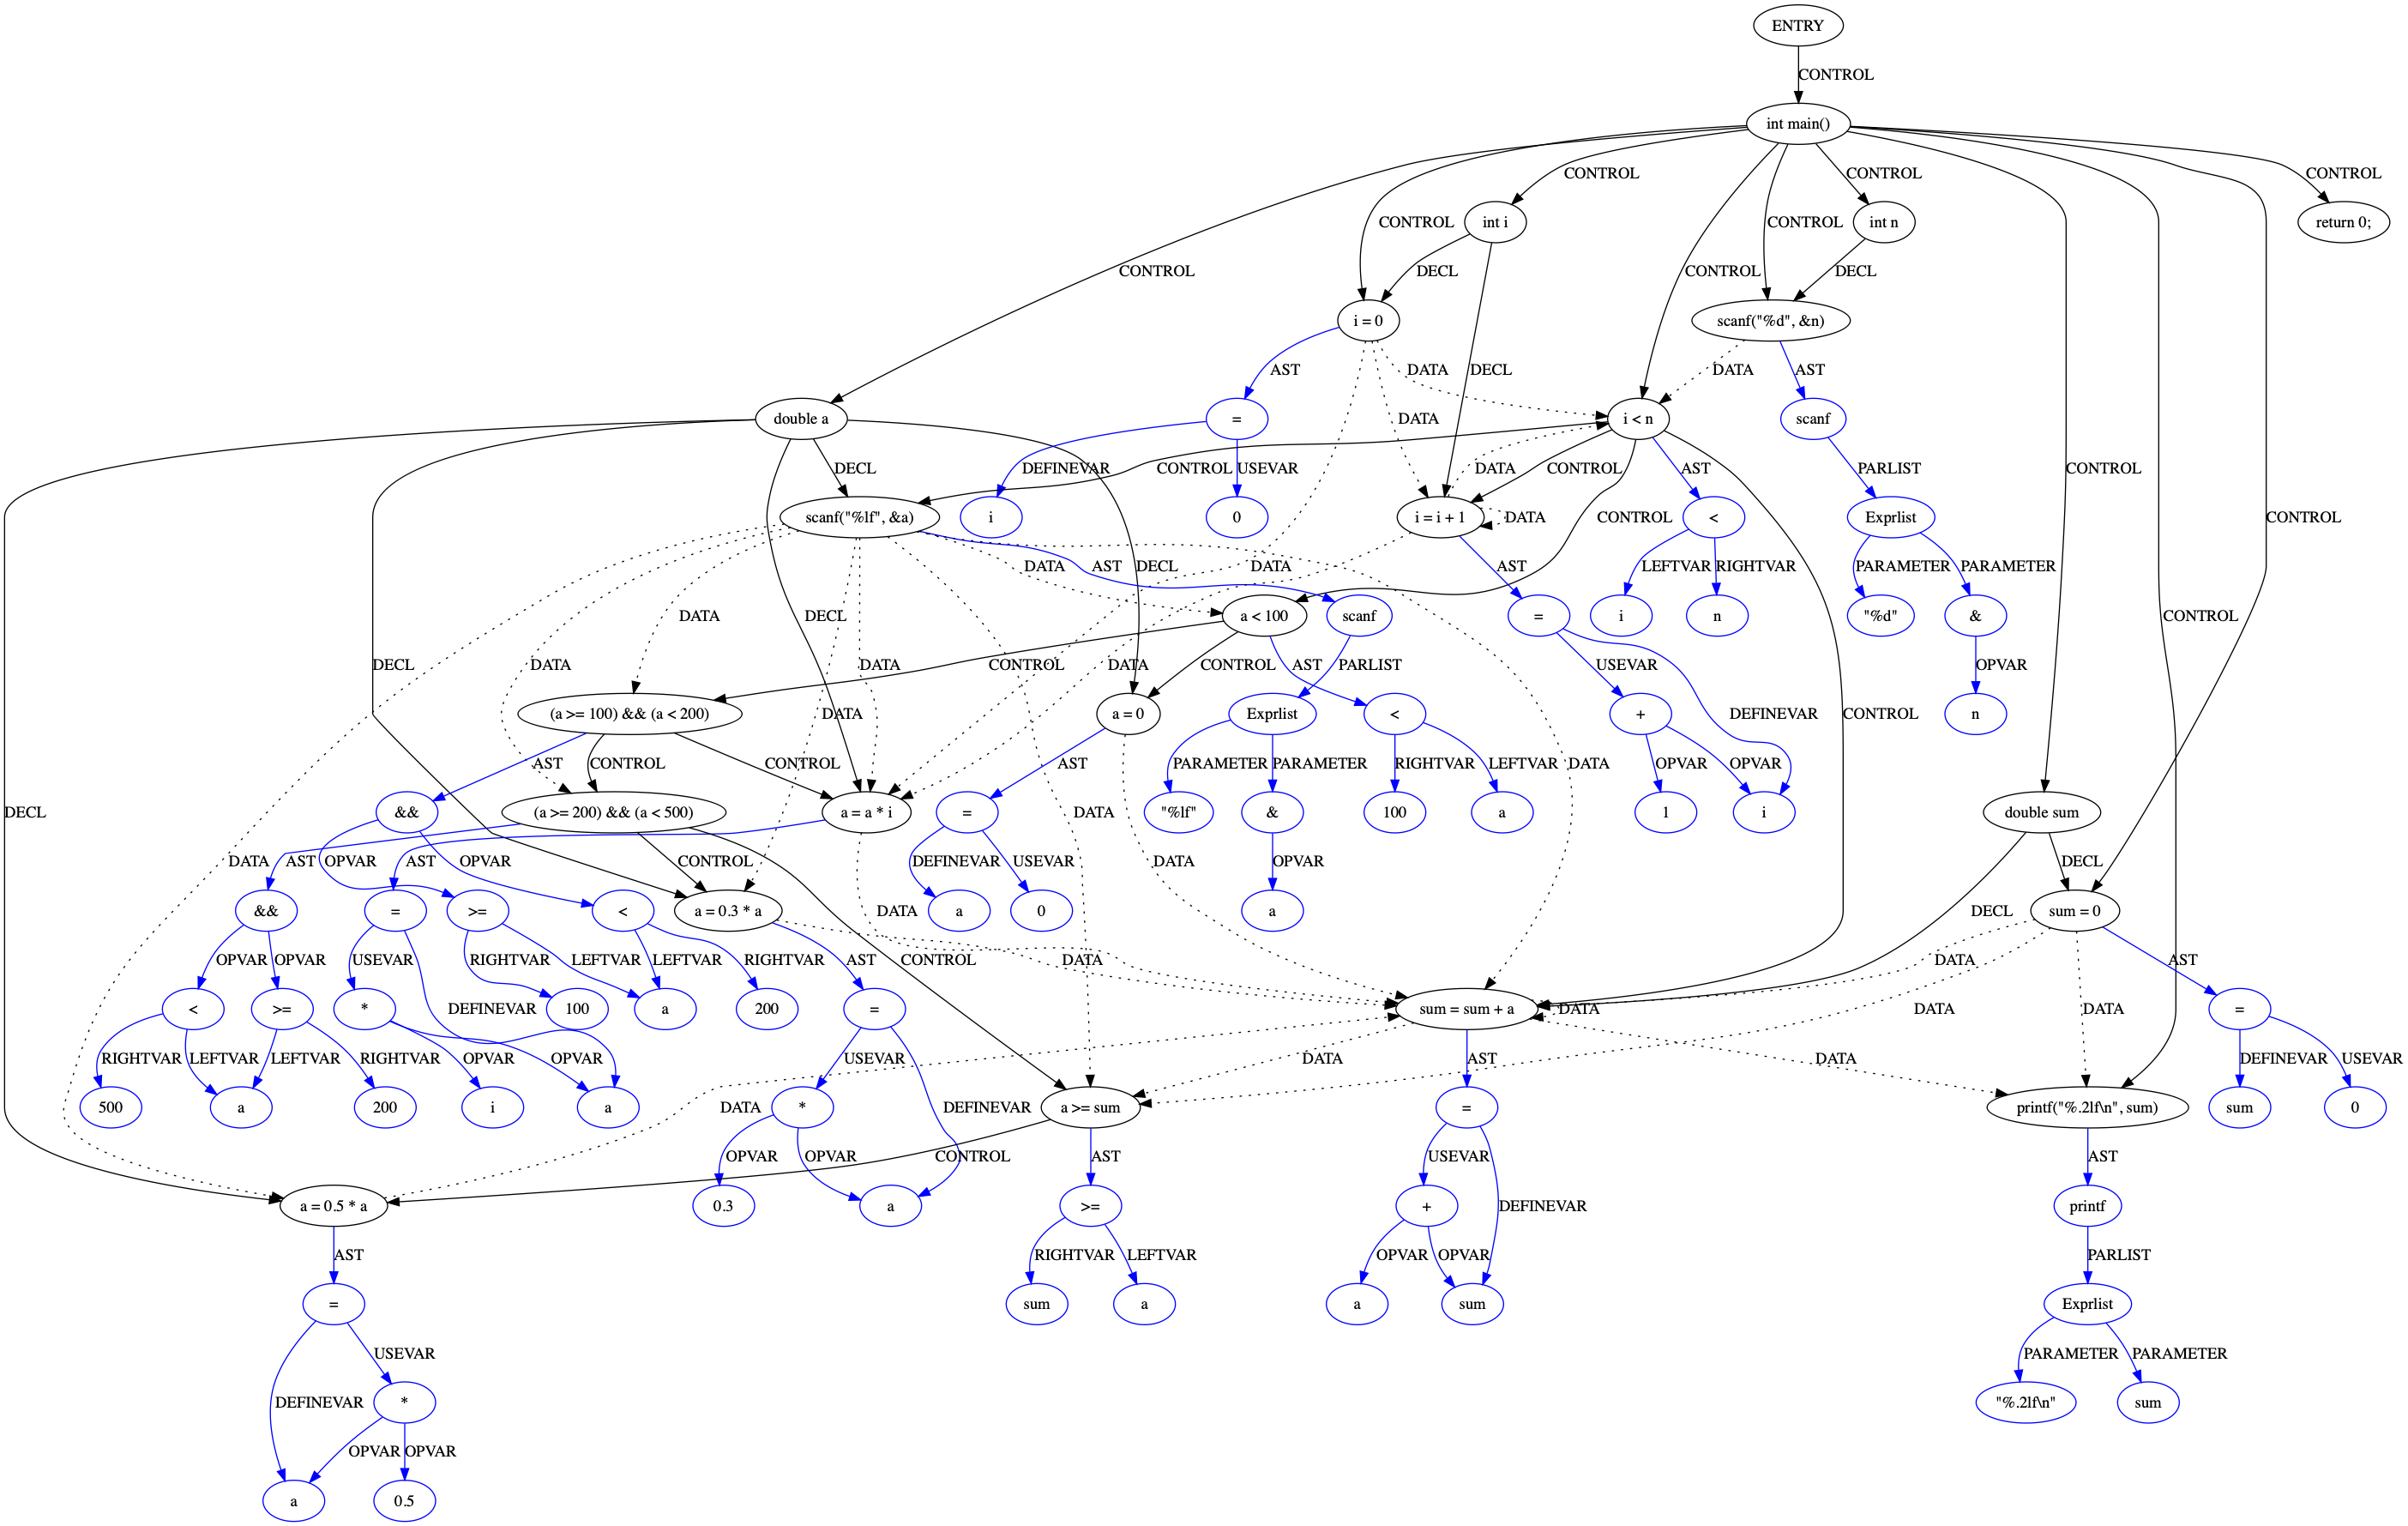 ENTRY
CONTROL
int main()
CONTROL
CONTROL
CONTROL
CONTROL
int i
int n
return 0;
CONTROL
CONTROL
CONTROL
DECL
CONTROL
DECL
i = 0
scanf("%d", &n)
AST
DATA
DECL
DATA
AST
double a
=
DATA
i < n
scanf
DECL
DEFINEVAR
USEVAR
CONTROL
DATA
CONTROL
AST
PARLIST
CONTROL
scanf("%lf", &a)
i
0
i = i + 1
DATA
<
Exprlist
CONTROL
CONTROL
DATA
AST
DECL
DATA
AST
LEFTVAR
RIGHTVAR
PARAMETER
PARAMETER
a < 100
scanf
=
i
n
"%d"
&
DATA
DECL
CONTROL
AST
PARLIST
USEVAR
OPVAR
CONTROL
DECL
DATA
DATA
DATA
CONTROL
(a >= 100) && (a < 200)
DATA
a = 0
Exprlist
<
+
DEFINEVAR
n
CONTROL
AST
CONTROL
CONTROL
AST
PARAMETER
PARAMETER
RIGHTVAR
LEFTVAR
DATA
OPVAR
OPVAR
DECL
&&
(a >= 200) && (a < 500)
a = a * i
DATA
=
"%lf"
&
100
a
1
i
double sum
DATA
AST
OPVAR
AST
OPVAR
CONTROL
DEFINEVAR
USEVAR
DATA
OPVAR
DECL
&&
=
>=
<
a = 0.3 * a
DATA
a
0
a
DECL
sum = 0
OPVAR
OPVAR
USEVAR
RIGHTVAR
LEFTVAR
LEFTVAR
RIGHTVAR
AST
CONTROL
DATA
DATA
AST
<
>=
*
DEFINEVAR
100
a
200
=
sum = sum + a
DATA
DATA
DATA
=
RIGHTVAR
LEFTVAR
LEFTVAR
RIGHTVAR
OPVAR
OPVAR
USEVAR
DATA
AST
DATA
DEFINEVAR
USEVAR
500
a
200
i
a
DATA
*
DEFINEVAR
a >= sum
=
printf("%.2lf\n", sum)
sum
0
OPVAR
OPVAR
CONTROL
AST
USEVAR
AST
a = 0.5 * a
0.3
a
>=
+
DEFINEVAR
printf
AST
RIGHTVAR
LEFTVAR
OPVAR
OPVAR
PARLIST
=
sum
a
a
sum
Exprlist
USEVAR
PARAMETER
PARAMETER
DEFINEVAR
*
"%.2lf\n"
sum
OPVAR
OPVAR
a
0.5